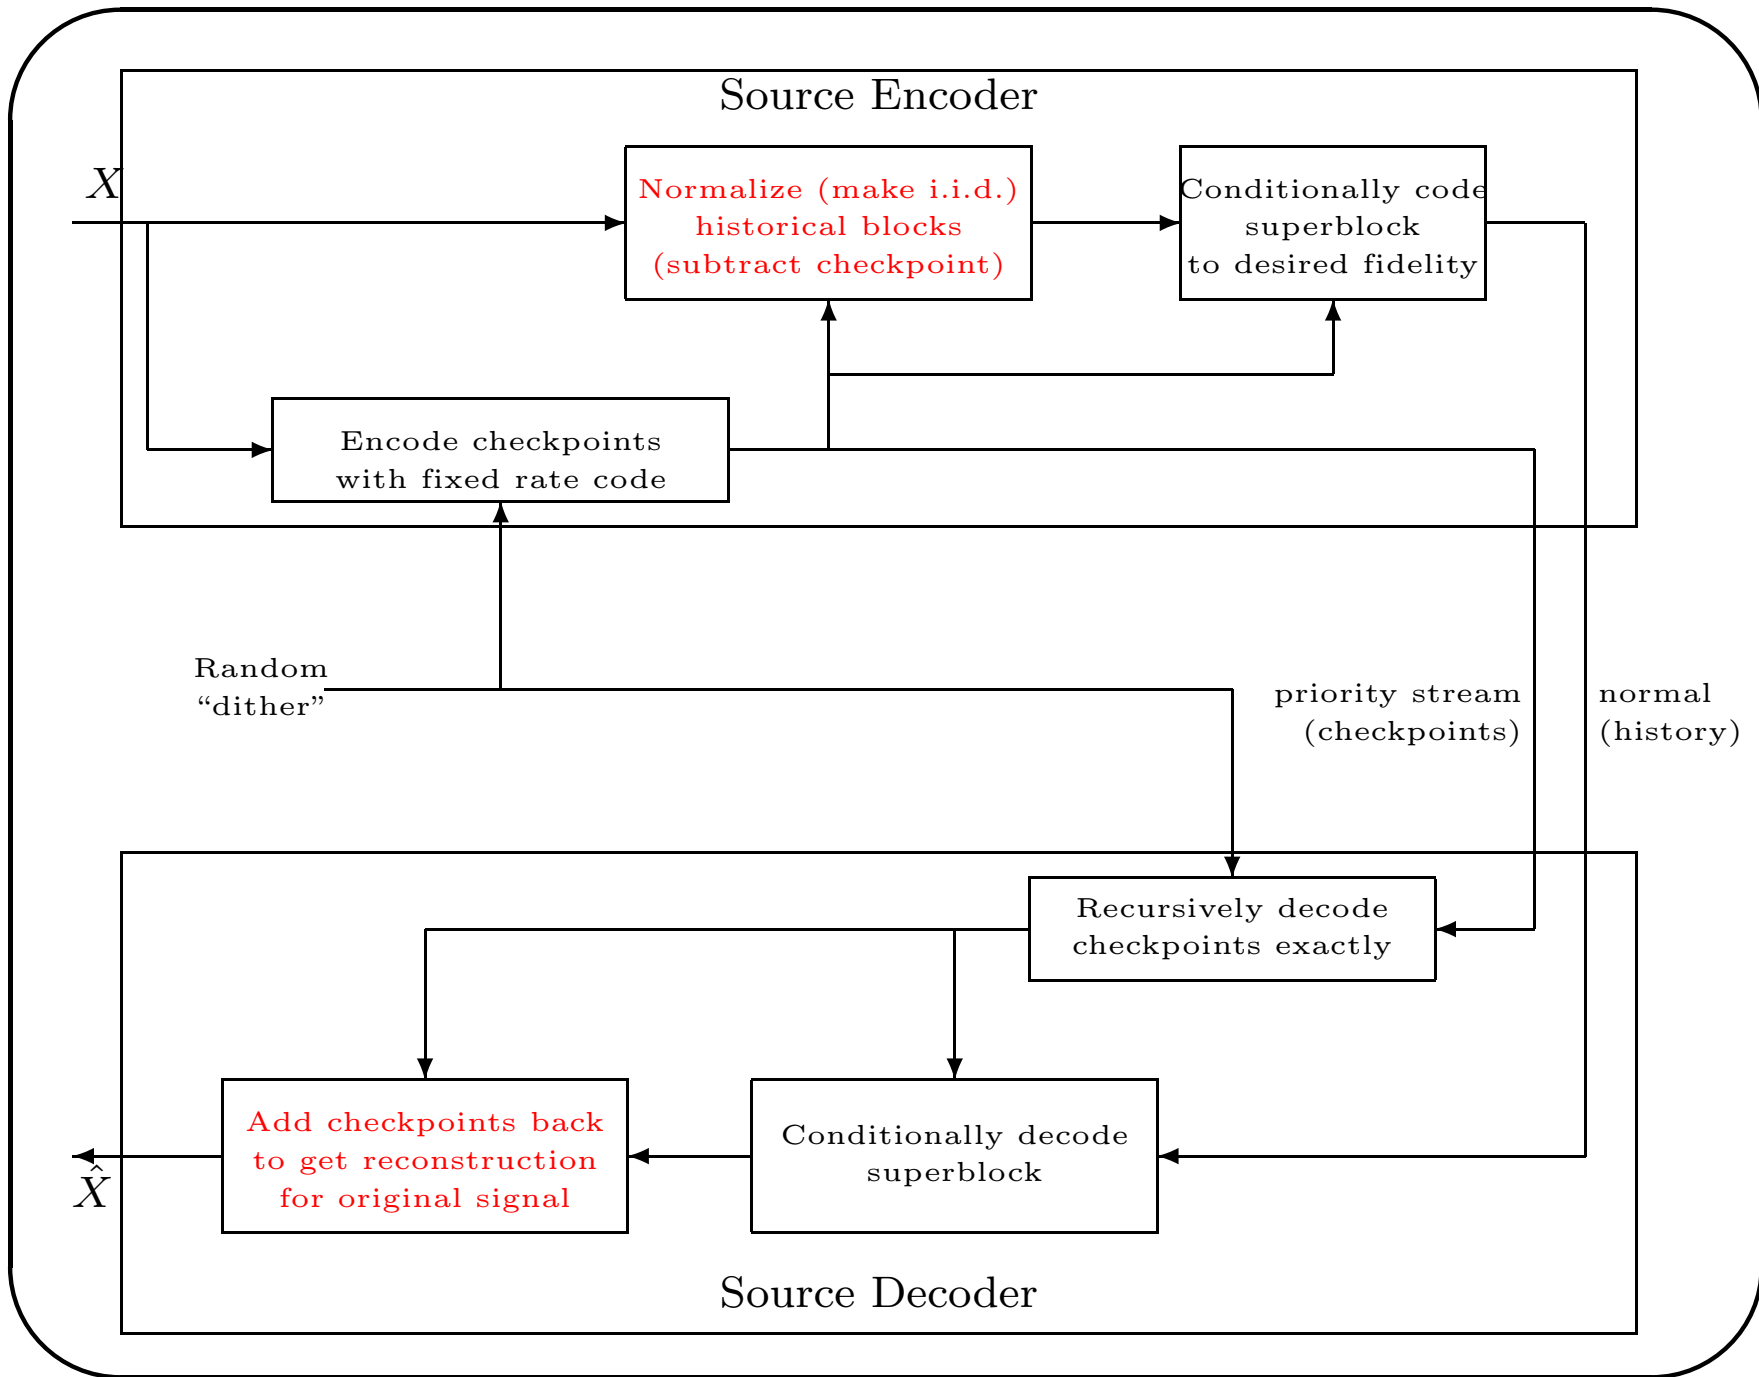 Source Encoder
X
Normalize (make i.i.d.)
historical blocks
(subtract checkpoint)
Conditionally code
superblock
to desired fidelity
Encode checkpoints
with fixed rate code
Random
“dither”
priority stream
(checkpoints)
normal
(history)
Recursively decode
checkpoints exactly
Add checkpoints back
to get reconstruction
for original signal
Conditionally decode
superblock
X̂
Source Decoder